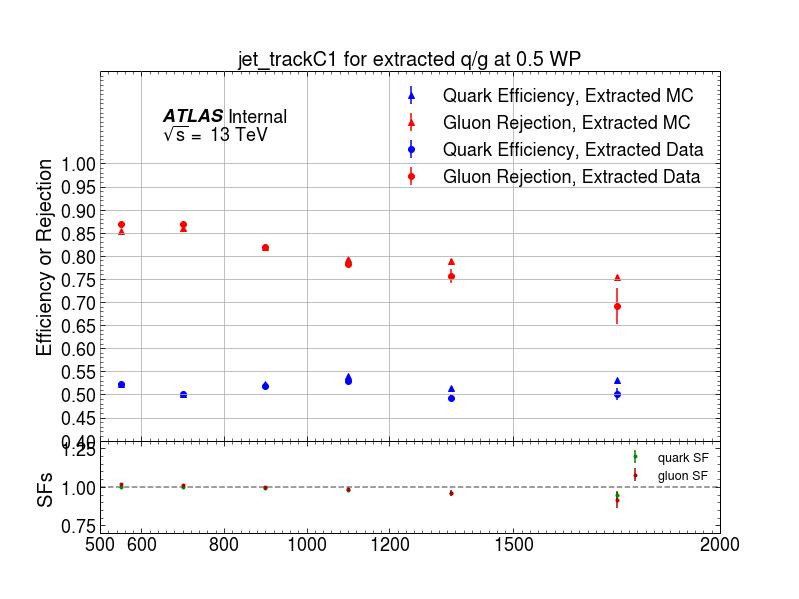 jet_trackC1 for extracted q/g at 0.5 WP
ATLAS Internal
√s = 13 TeV
Quark Efficiency, Extracted MC
Gluon Rejection, Extracted MC
Quark Efficiency, Extracted Data
Gluon Rejection, Extracted Data
Efficiency or Rejection
1.00
0.95
0.90
0.85
0.80
0.75
0.70
0.65
0.60
0.55
0.50
0.45
0.40
SFs
1.25
1.00
0.75
quark SF
gluon SF
500 600 800 1000 1200 1500 2000